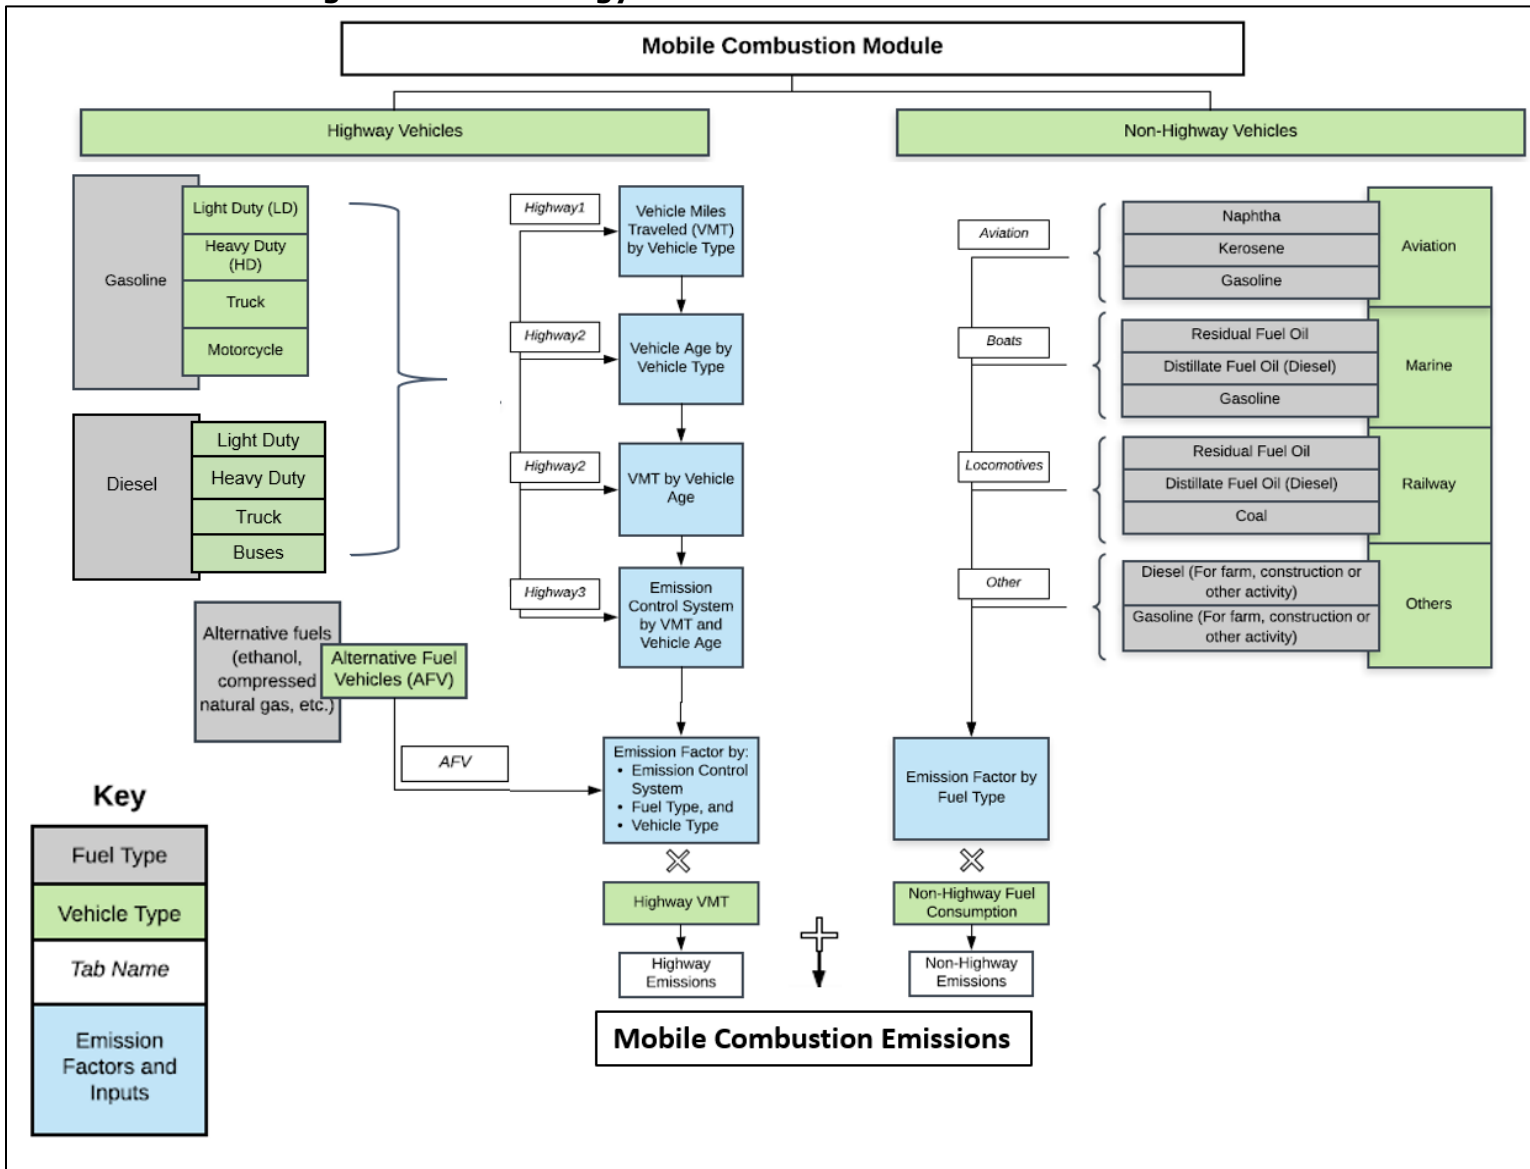 Mobile Combustion Module
Highway Vehicles
Non-Highway Vehicles
Gasoline
Light Duty (LD)
Heavy Duty
(HD)
Truck
Motorcycle
Diesel
Light Duty
Heavy Duty
Truck
Buses
Alternative fuels
(ethanol,
compressed
natural gas, etc.)
Alternative Fuel
Vehicles (AFV)
AFV
Highway1
Vehicle Miles
Traveled (VMT)
by Vehicle Type
Highway2
Vehicle Age by
Vehicle Type
Highway2
VMT by Vehicle
Age
Highway3
Emission
Control System
by VMT and
Vehicle Age
Emission Factor by:
• Emission Control
System
• Fuel Type, and
• Vehicle Type
Highway VMT
Highway
Emissions
Aviation
Naphtha
Kerosene
Gasoline
Aviation
Boats
Residual Fuel Oil
Distillate Fuel Oil (Diesel)
Gasoline
Marine
Locomotives
Residual Fuel Oil
Distillate Fuel Oil (Diesel)
Coal
Railway
Other
Diesel (For farm, construction or
other activity)
Gasoline (For farm, construction or
other activity)
Others
Emission Factor by
Fuel Type
Non-Highway Fuel
Consumption
Non-Highway
Emissions
Mobile Combustion Emissions
Key
Fuel Type
Vehicle Type
Tab Name
Emission
Factors and
Inputs